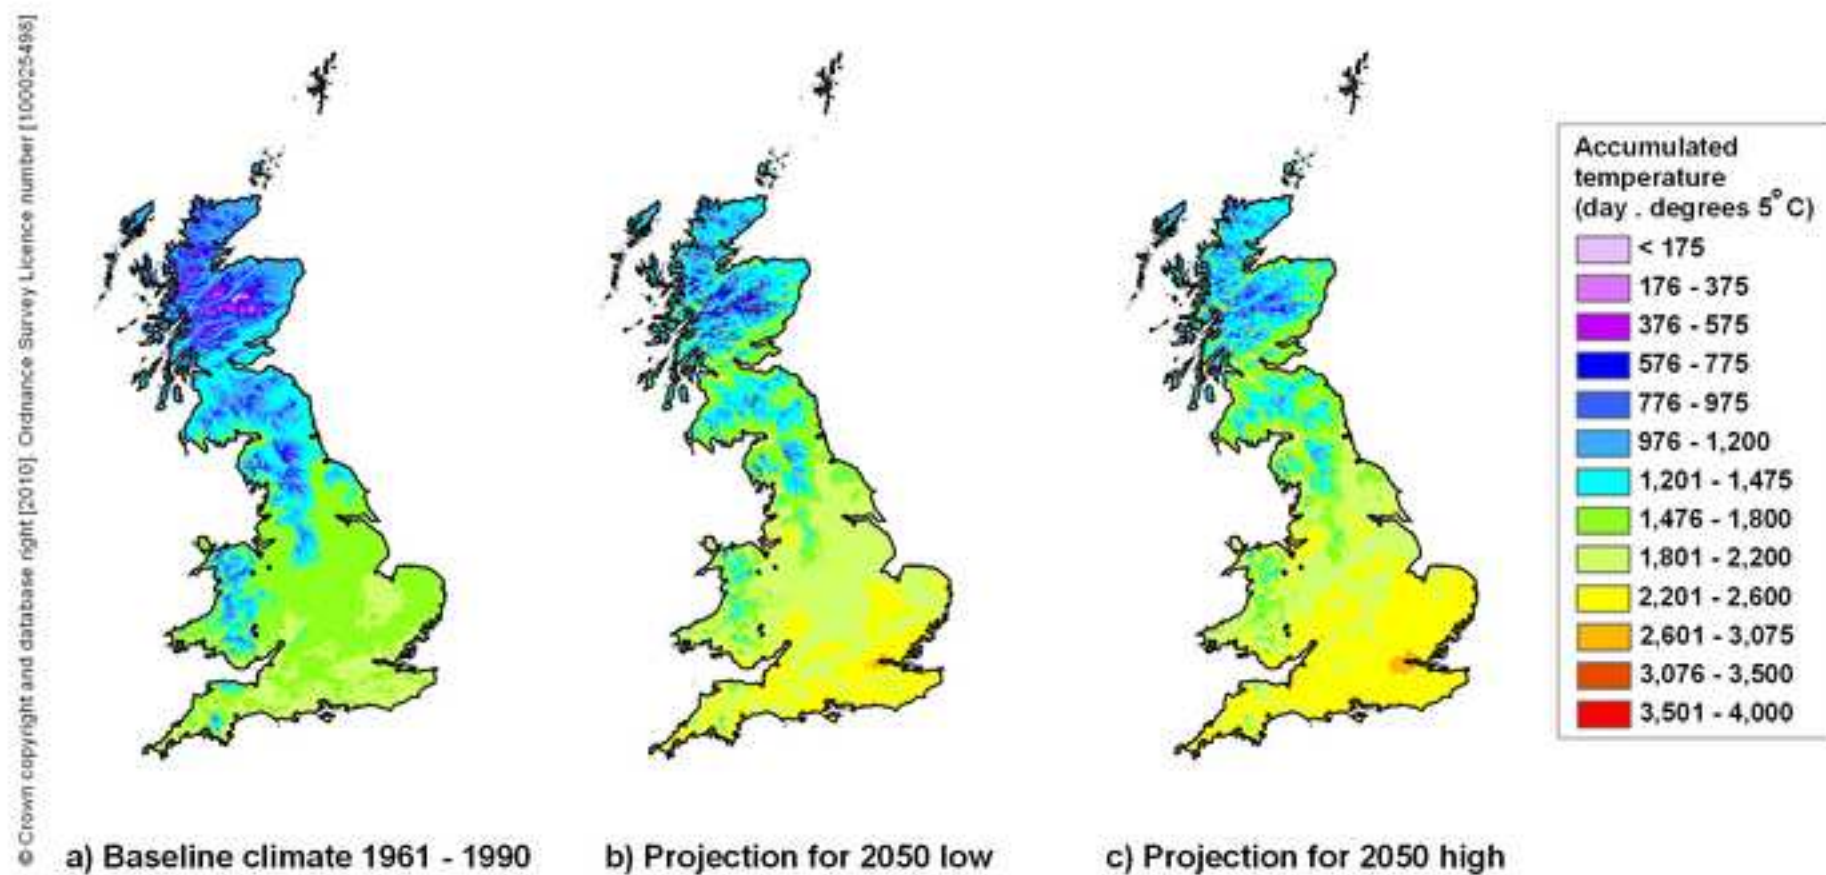 © Crown copyright and database right [2010]. Ordnance Survey Licence number [100025498]
Accumulated
temperature
(day . degrees 5°C)
< 175
176 - 375
376 - 575
576 - 775
776 - 975
976 - 1,200
1,201 - 1,475
1,476 - 1,800
1,801 - 2,200
2,201 - 2,600
2,601 - 3,075
3,076 - 3,500
3,501 - 4,000
a) Baseline climate 1961 - 1990
b) Projection for 2050 low
c) Projection for 2050 high